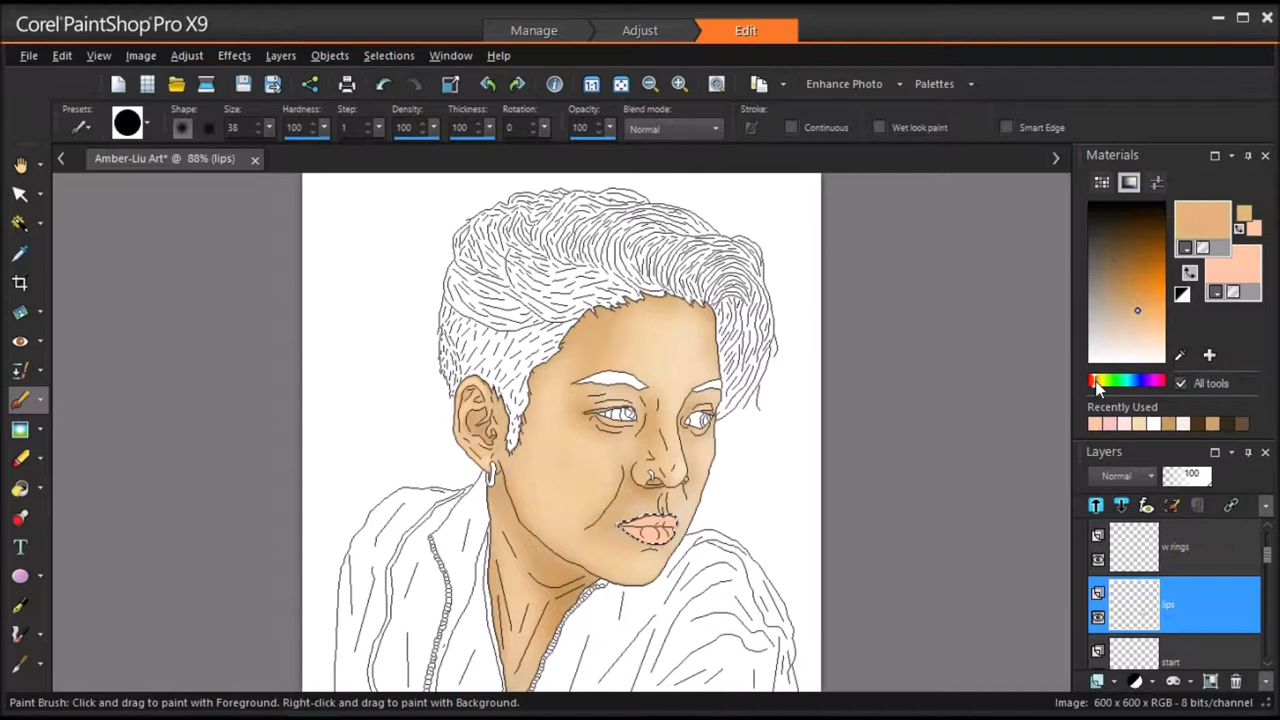 Corel PaintShop Pro X9
Manage Adjust Edit
File Edit View Image Adjust Effects Layers Objects Selections Window Help
Enhance Photo Palettes
Presets: Shape: Size: Hardness: Step: Density: Thickness: Rotation: Opacity: Blend mode: Stroke:
38 100 1 100 100 0 100 Normal Continuous Wet look paint Smart Edge
Amber-Liu Art* @ 88% (lips)
Materials
All tools
Recently Used
Layers
Normal 100
w rings
lips
start
Paint Brush: Click and drag to paint with Foreground. Right-click and drag to paint with Background.
Image: 600 x 600 x RGB - 8 bits/channel